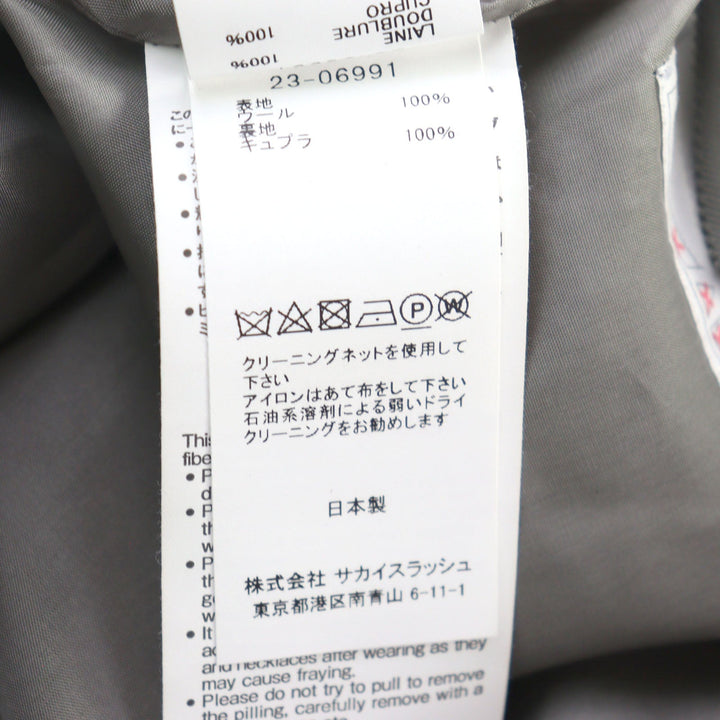 LAINE
DOUBLURE
CUPRO
100%
100%
23-06991
表地
ウール 100%
裏地
キュプラ 100%
P
W
クリーニングネットを使用して
下さい
アイロンはあて布をして下さい
石油系溶剤による弱いドライ
クリーニングをお勧めします
日本製
株式会社 サカイスラッシュ
東京都港区南青山 6-11-1
and necklaces after wearing as they
may cause fraying.
• Please do not try to pull to remove
the pilling, carefully remove with a